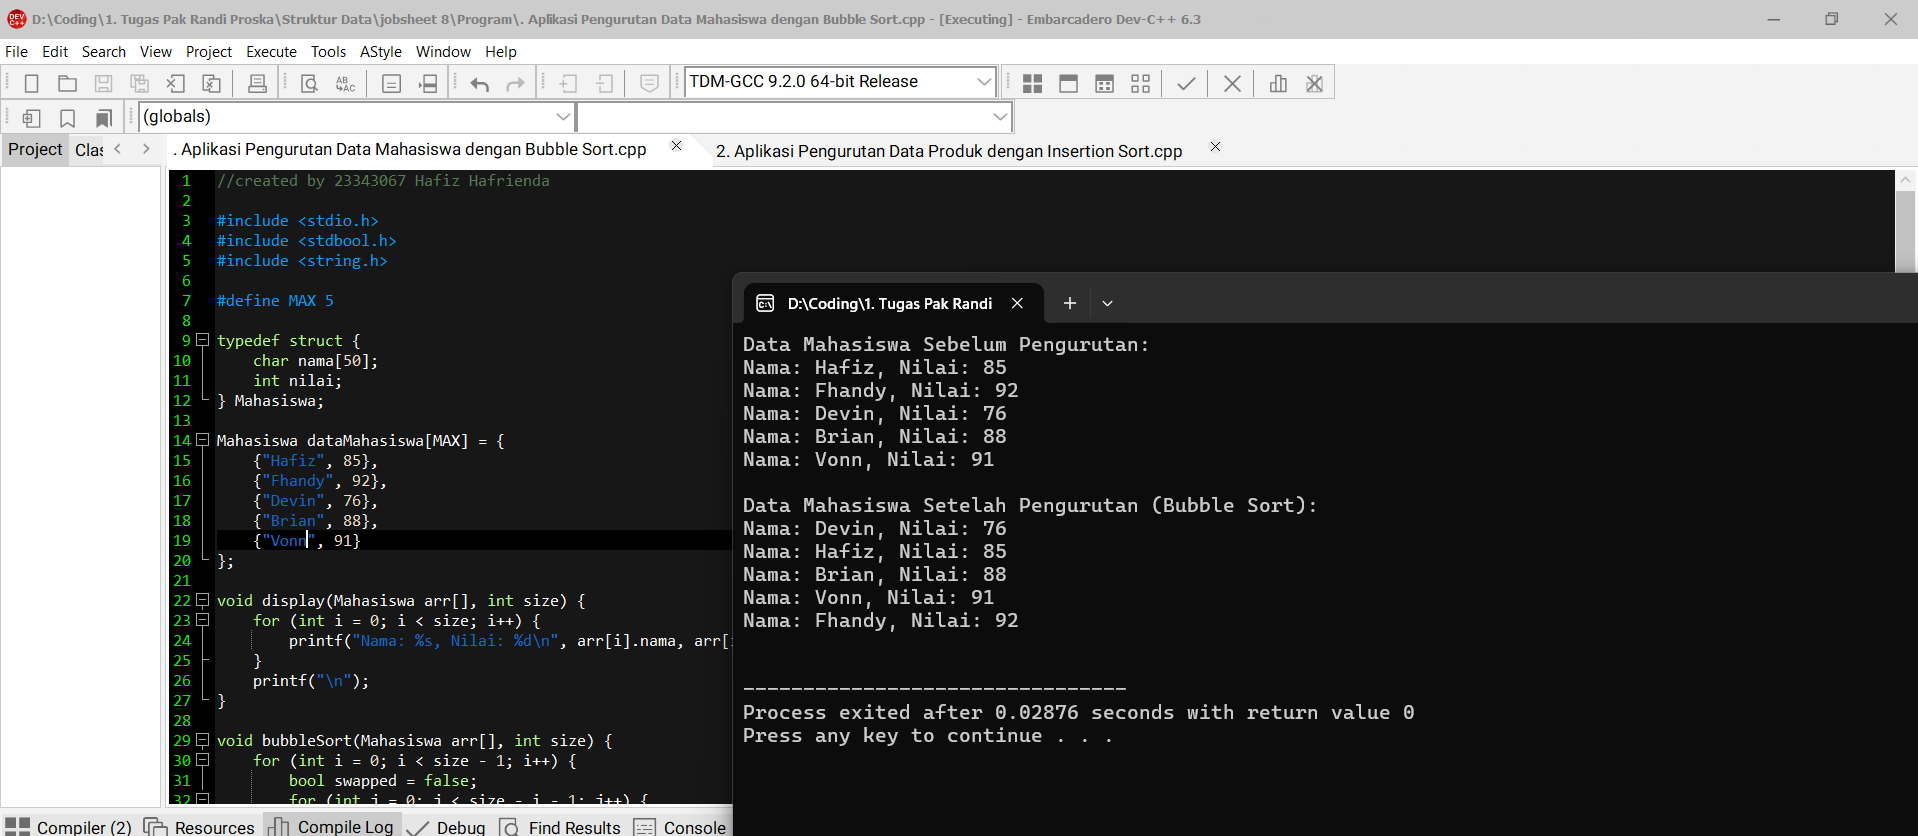 D:\Coding\1. Tugas Pak Randi Proska\Struktur Data\jobsheet 8\Program\. Aplikasi Pengurutan Data Mahasiswa dengan Bubble Sort.cpp - [Executing] - Embarcadero Dev-C++ 6.3
File Edit Search View Project Execute Tools AStyle Window Help
TDM-GCC 9.2.0 64-bit Release
(globals)
Project Clas . Aplikasi Pengurutan Data Mahasiswa dengan Bubble Sort.cpp 2. Aplikasi Pengurutan Data Produk dengan Insertion Sort.cpp
1 //created by 23343067 Hafiz Hafrienda
2
3 #include <stdio.h>
4 #include <stdbool.h>
5 #include <string.h>
6
7 #define MAX 5
8
9 typedef struct {
10 char nama[50];
11 int nilai;
12 } Mahasiswa;
13
14 Mahasiswa dataMahasiswa[MAX] = {
15 {"Hafiz", 85},
16 {"Fhandy", 92},
17 {"Devin", 76},
18 {"Brian", 88},
19 {"Vonn", 91}
20 };
21
22 void display(Mahasiswa arr[], int size) {
23 for (int i = 0; i < size; i++) {
24 printf("Nama: %s, Nilai: %d\n", arr[i].nama, arr[
25 }
26 printf("\n");
27 }
28
29 void bubbleSort(Mahasiswa arr[], int size) {
30 for (int i = 0; i < size - 1; i++) {
31 bool swapped = false;
32 for (int j = 0; j < size - i - 1; j++) {
D:\Coding\1. Tugas Pak Randi
Data Mahasiswa Sebelum Pengurutan:
Nama: Hafiz, Nilai: 85
Nama: Fhandy, Nilai: 92
Nama: Devin, Nilai: 76
Nama: Brian, Nilai: 88
Nama: Vonn, Nilai: 91
Data Mahasiswa Setelah Pengurutan (Bubble Sort):
Nama: Devin, Nilai: 76
Nama: Hafiz, Nilai: 85
Nama: Brian, Nilai: 88
Nama: Vonn, Nilai: 91
Nama: Fhandy, Nilai: 92
--------------------------------
Process exited after 0.02876 seconds with return value 0
Press any key to continue . . .
Compiler (2) Resources Compile Log Debug Find Results Console